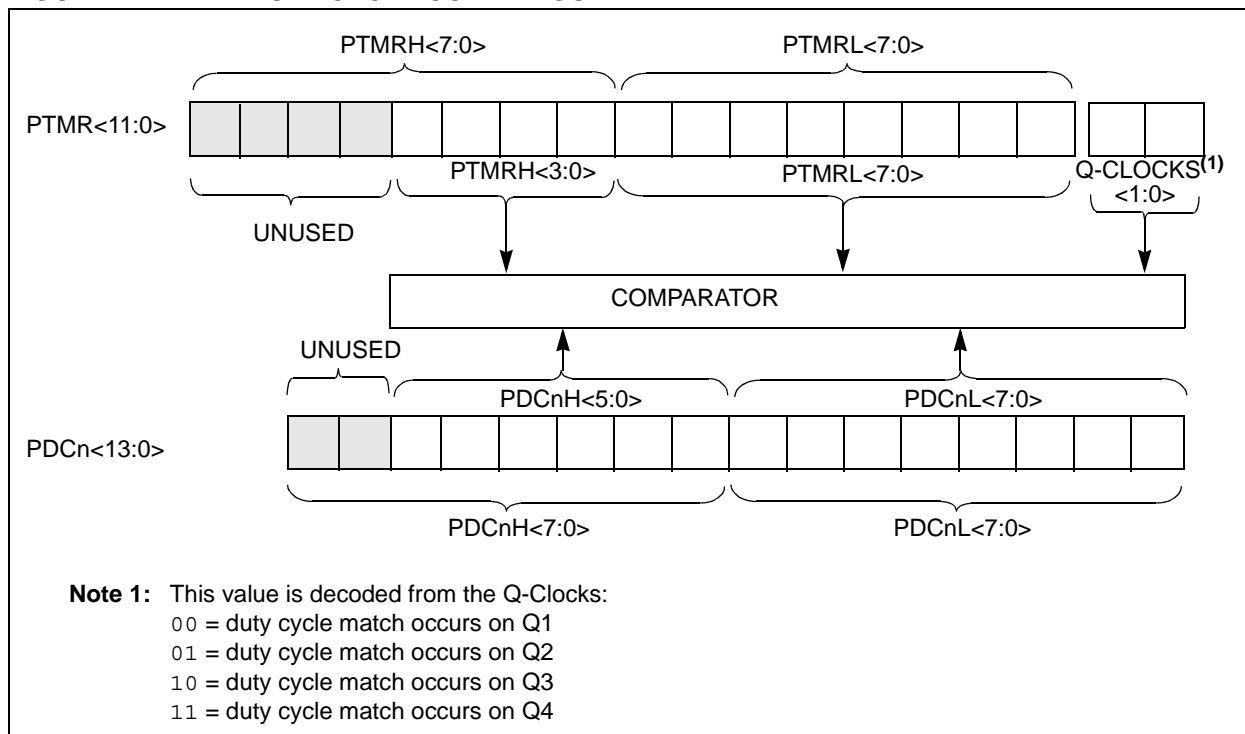 PTMRH<7:0> PTMRL<7:0>
PTMR<11:0>
PTMRH<3:0> PTMRL<7:0> Q-CLOCKS(1)
<1:0>
UNUSED
COMPARATOR
UNUSED
PDCnH<5:0> PDCnL<7:0>
PDCn<13:0>
PDCnH<7:0> PDCnL<7:0>
Note 1: This value is decoded from the Q-Clocks:
00 = duty cycle match occurs on Q1
01 = duty cycle match occurs on Q2
10 = duty cycle match occurs on Q3
11 = duty cycle match occurs on Q4